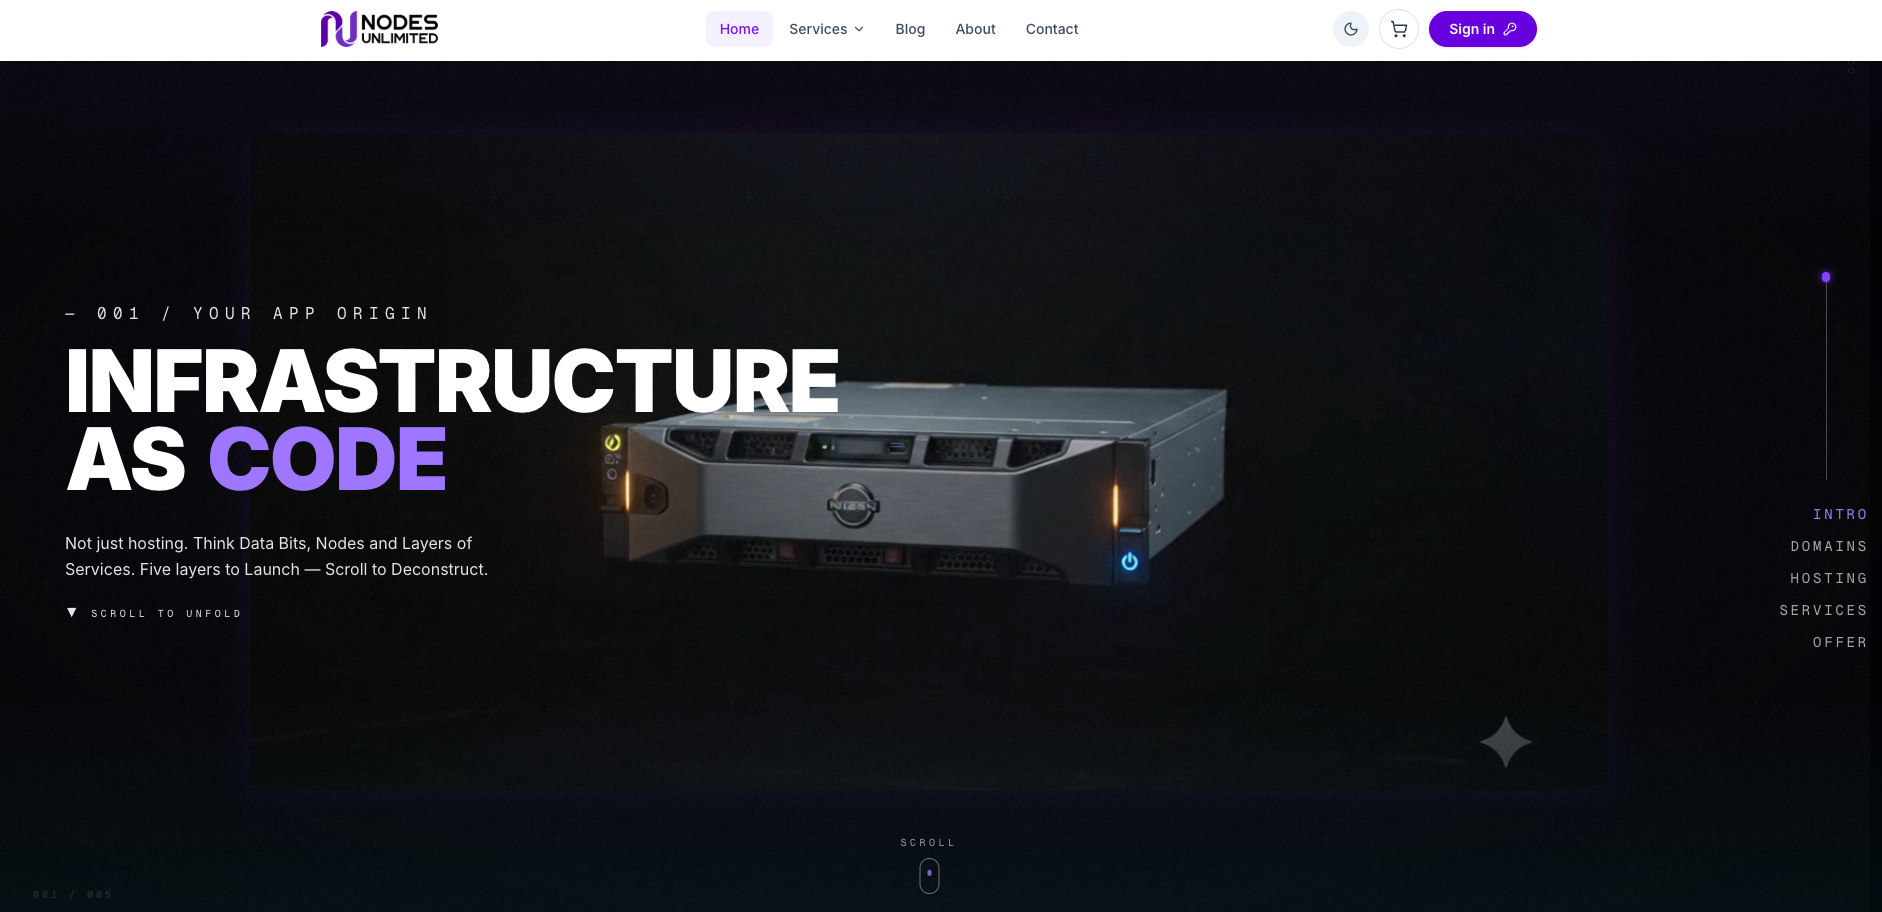 NODES
UNLIMITED
Home
Services
Blog
About
Contact
Sign in
— 001 / YOUR APP ORIGIN
INFRASTRUCTURE
AS CODE
Not just hosting. Think Data Bits, Nodes and Layers of
Services. Five layers to Launch — Scroll to Deconstruct.
▼ SCROLL TO UNFOLD
INTRO
DOMAINS
HOSTING
SERVICES
OFFER
SCROLL
001 / 005